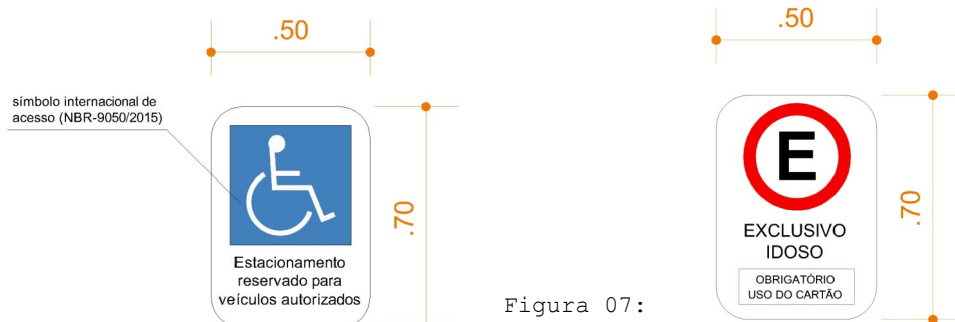 .50
símbolo internacional de
acesso (NBR-9050/2015)
.70
Estacionamento
reservado para
veículos autorizados
Figura 07:
.50
E
.70
EXCLUSIVO
IDOSO
OBRIGATÓRIO
USO DO CARTÃO